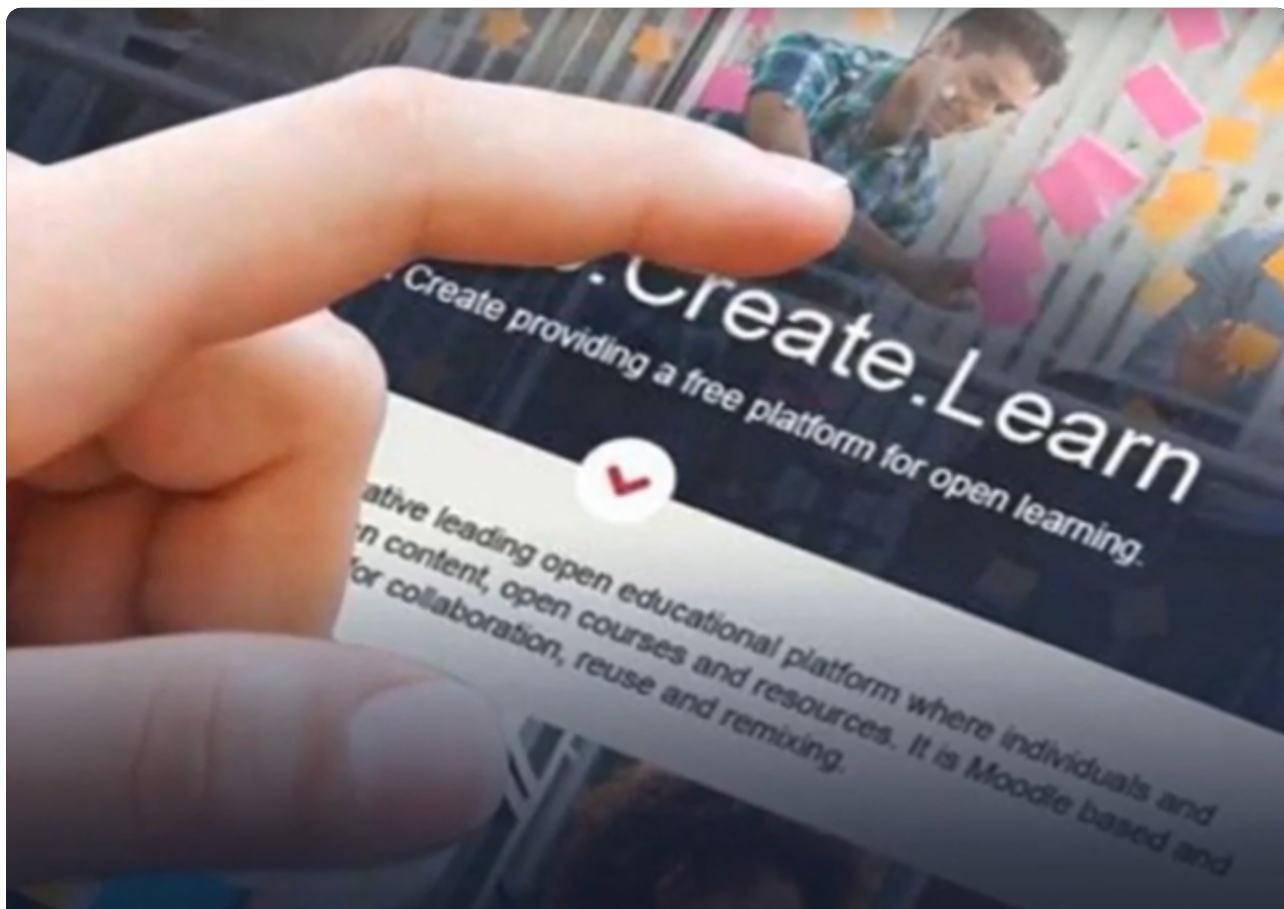 .Create.Learn
Create providing a free platform for open learning.
leading open educational platform where individuals and
content, open courses and resources. It is Moodle based and
for collaboration, reuse and remixing.